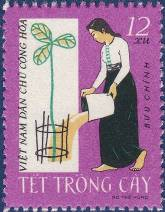 VIỆT NAM DÂN CHỦ CỘNG HÒA
12
XU
BƯU CHÍNH
TẾT TRỒNG CÂY